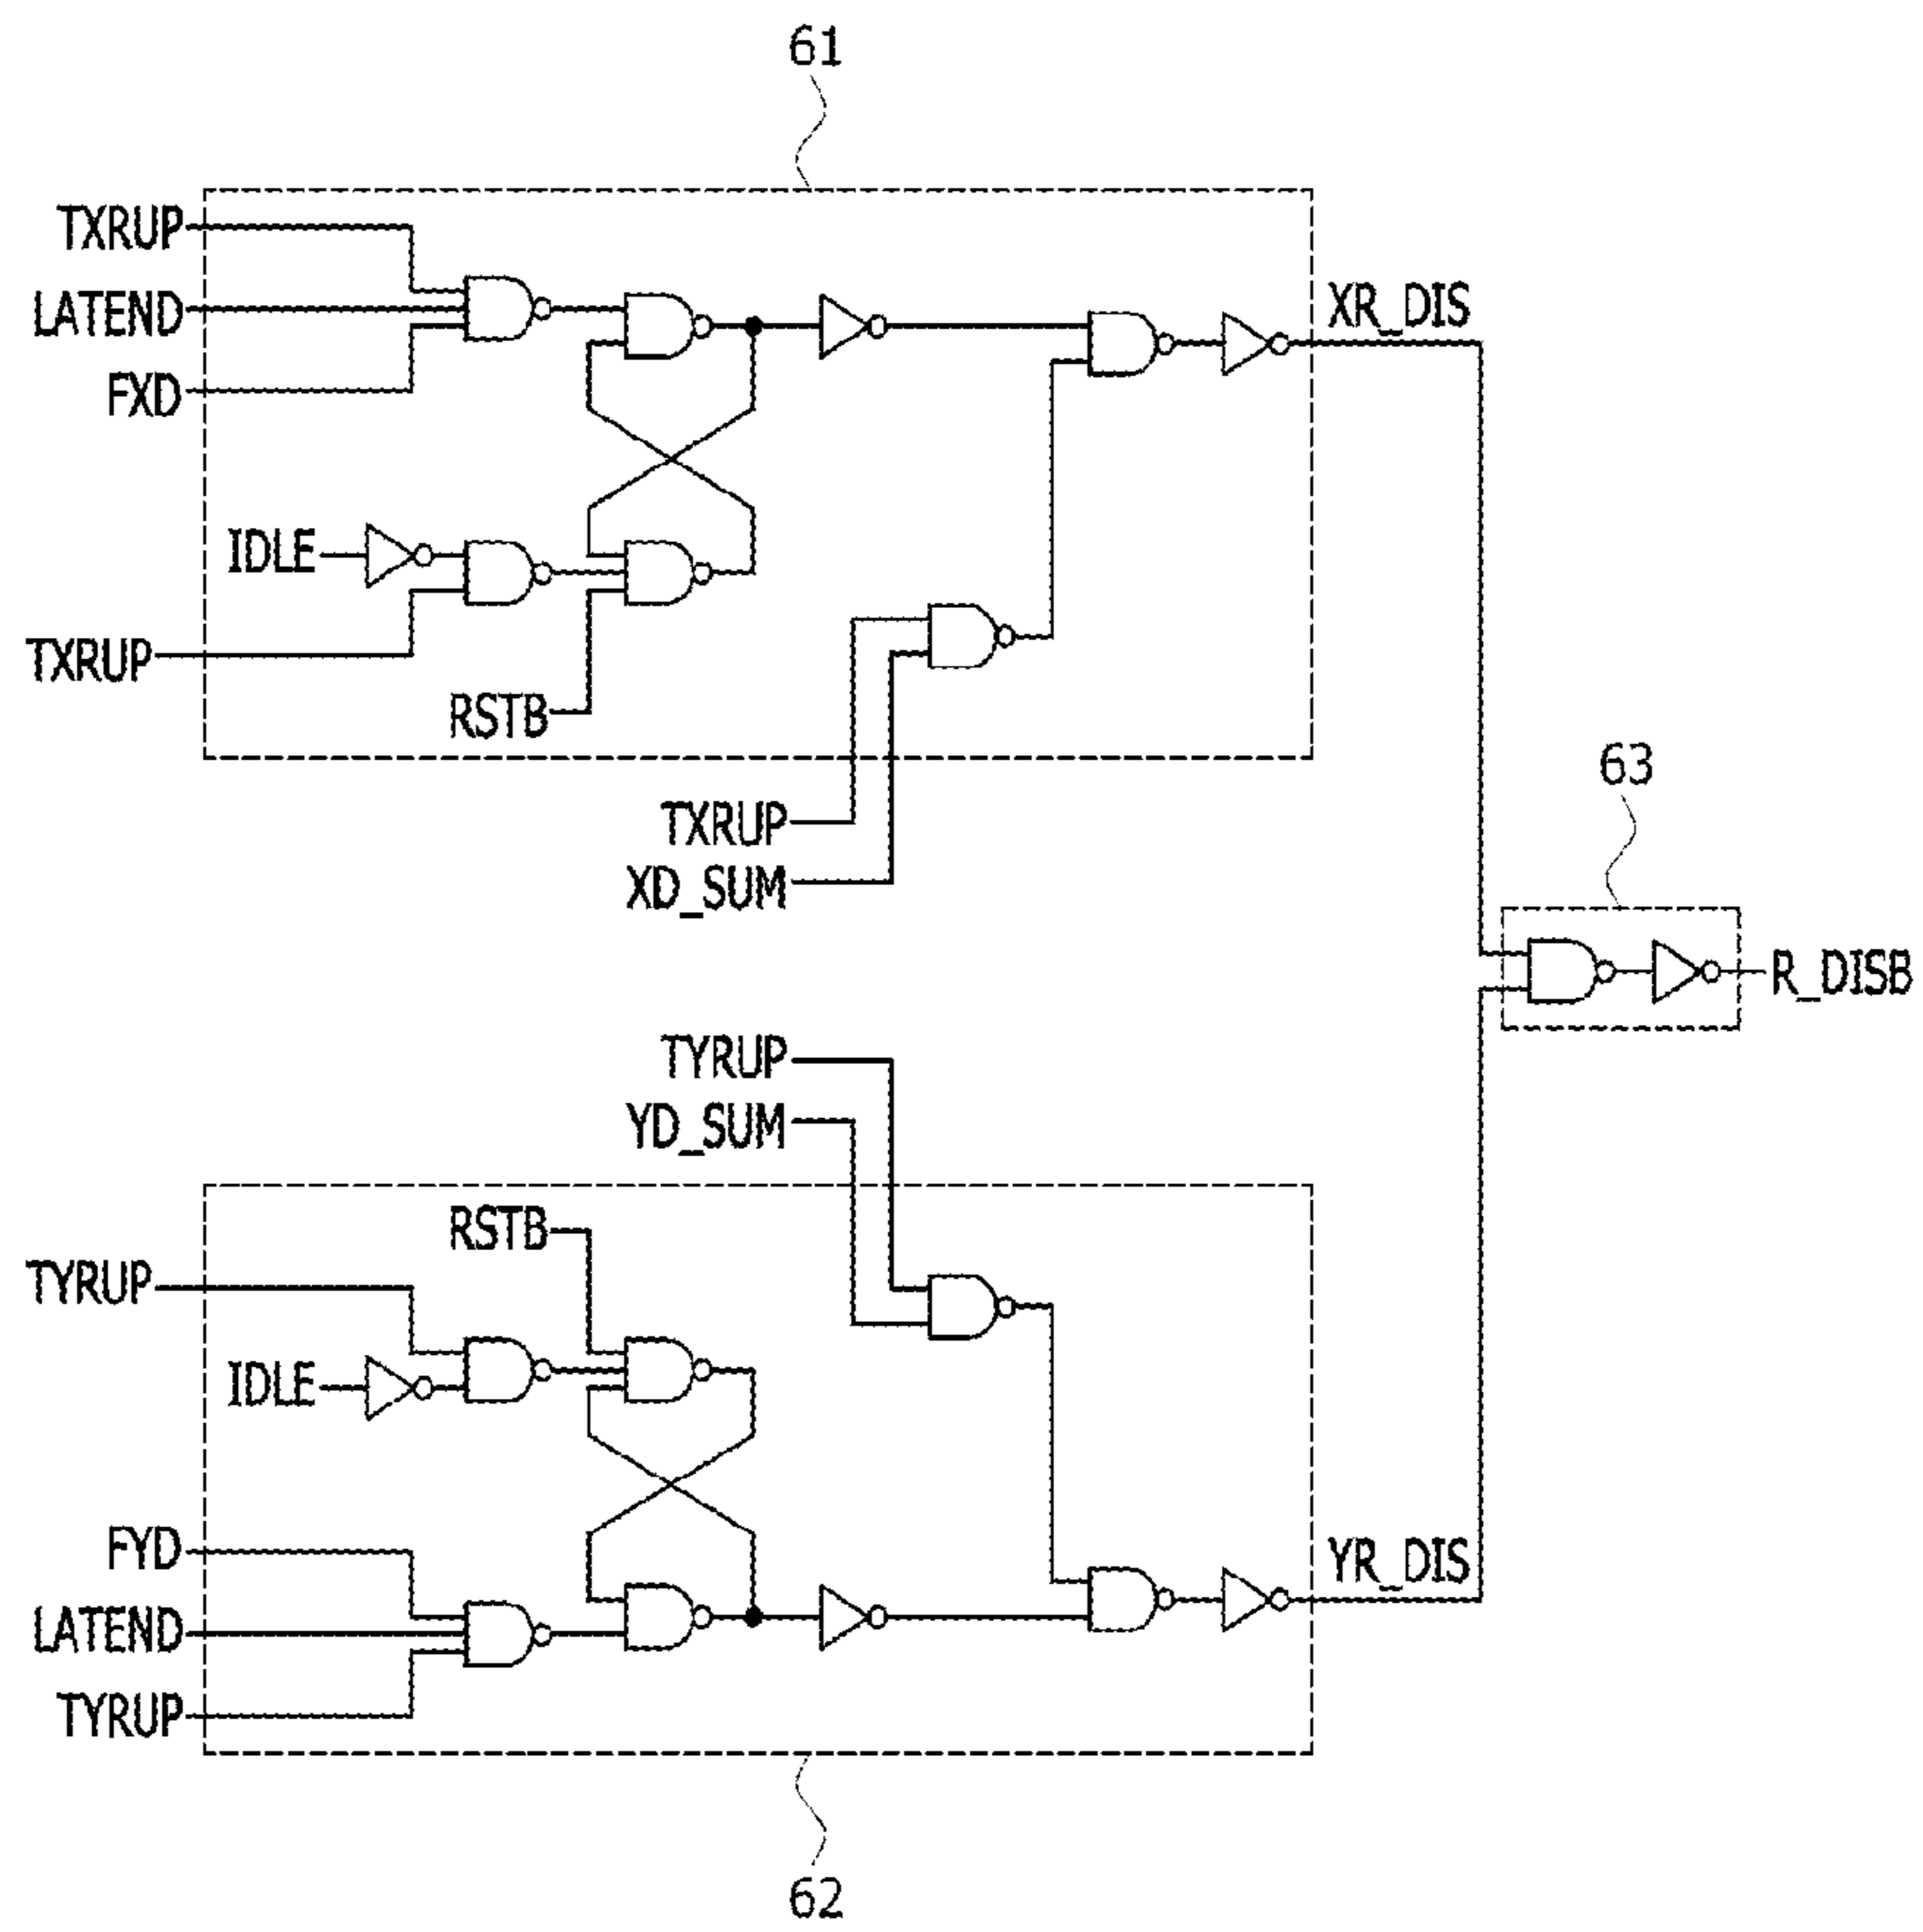 61
TXRUP
LATEND
FXD
XR_DIS
IDLE
TXRUP
RSTB
TXRUP
XD_SUM
63
R_DISB
TYRUP
YD_SUM
RSTB
TYRUP
IDLE
FYD
LATEND
TYRUP
YR_DIS
62